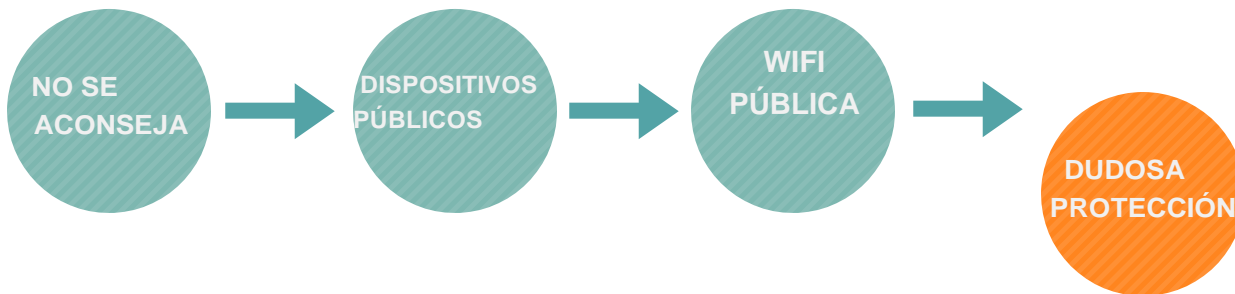 NO SE
ACONSEJA
DISPOSITIVOS
PÚBLICOS
WIFI
PÚBLICA
DUDOSA
PROTECCIÓN